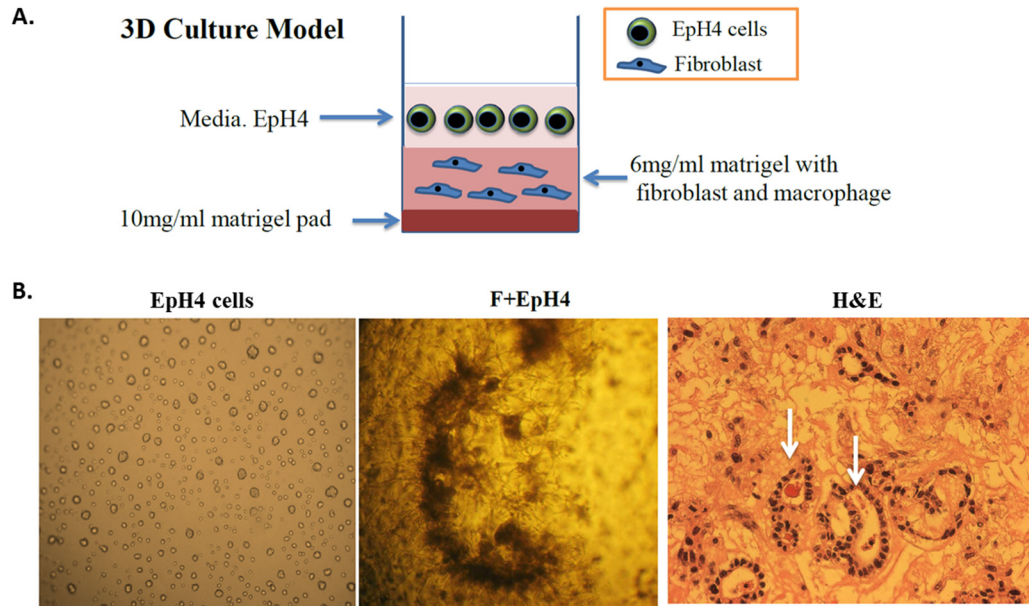 A.
3D Culture Model
EpH4 cells
Fibroblast
Media. EpH4
6mg/ml matrigel with
fibroblast and macrophage
10mg/ml matrigel pad
B.
EpH4 cells
F+EpH4
H&E